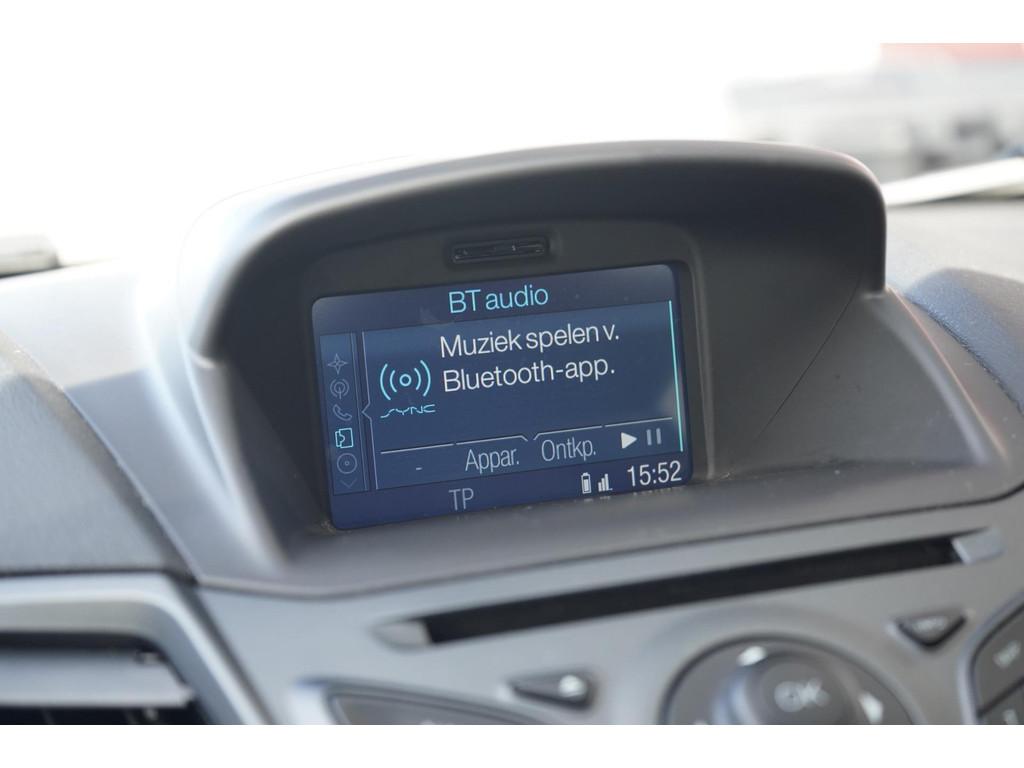 BT audio
Muziek spelen v.
Bluetooth-app.
SYNC
- Appar. Ontkp.
TP 15:52
OK